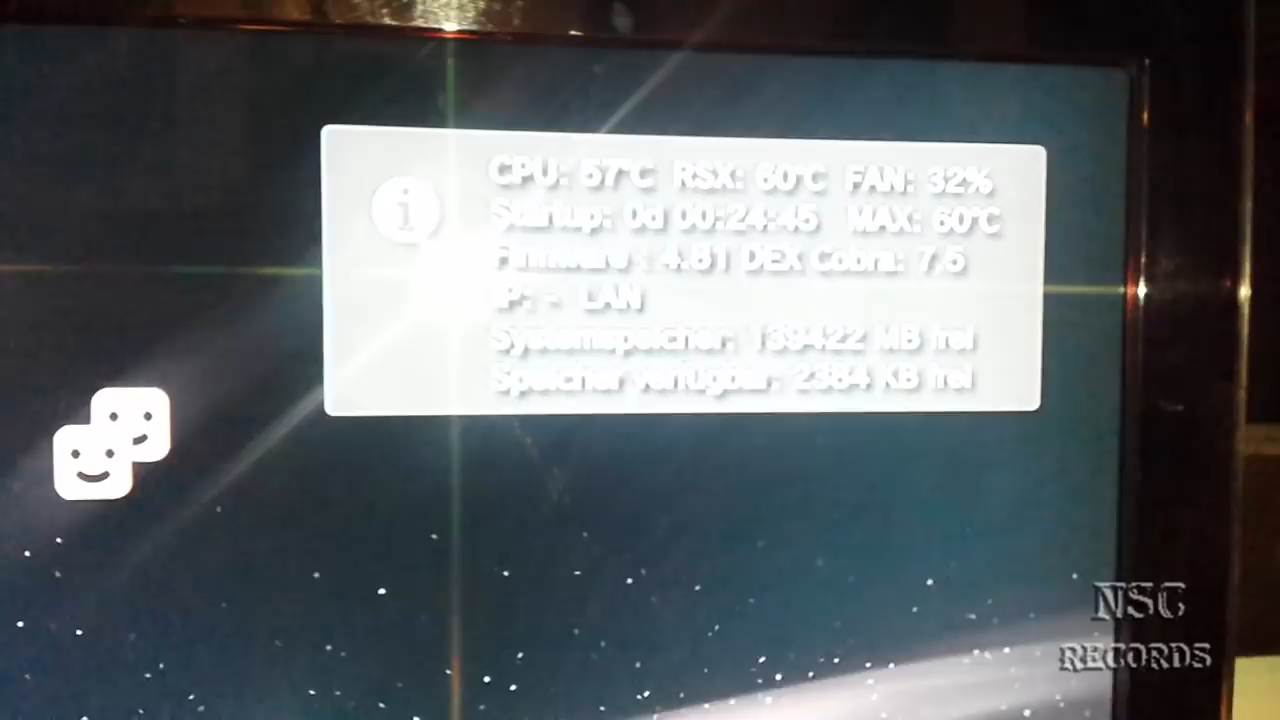 CPU: 57°C RSX: 60°C FAN: 32%
Startup: 0d 00:24:45 MAX: 60°C
Firmware : 4.81 DEX Cobra: 7.5
IP: - LAN
Systemspeicher: 139422 MB frei
Speicher verfügbar: 2384 KB frei
NSC
RECORDS